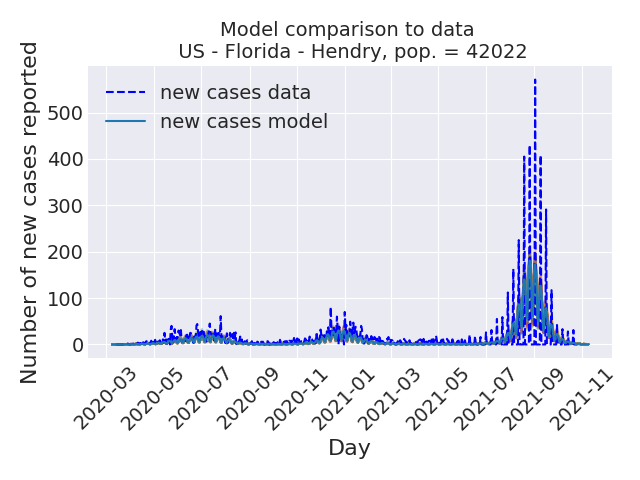 Model comparison to data
US - Florida - Hendry, pop. = 42022
new cases data
new cases model
Number of new cases reported
500
400
300
200
100
0
2020-03
2020-05
2020-07
2020-09
2020-11
2021-01
2021-03
2021-05
2021-07
2021-09
2021-11
Day